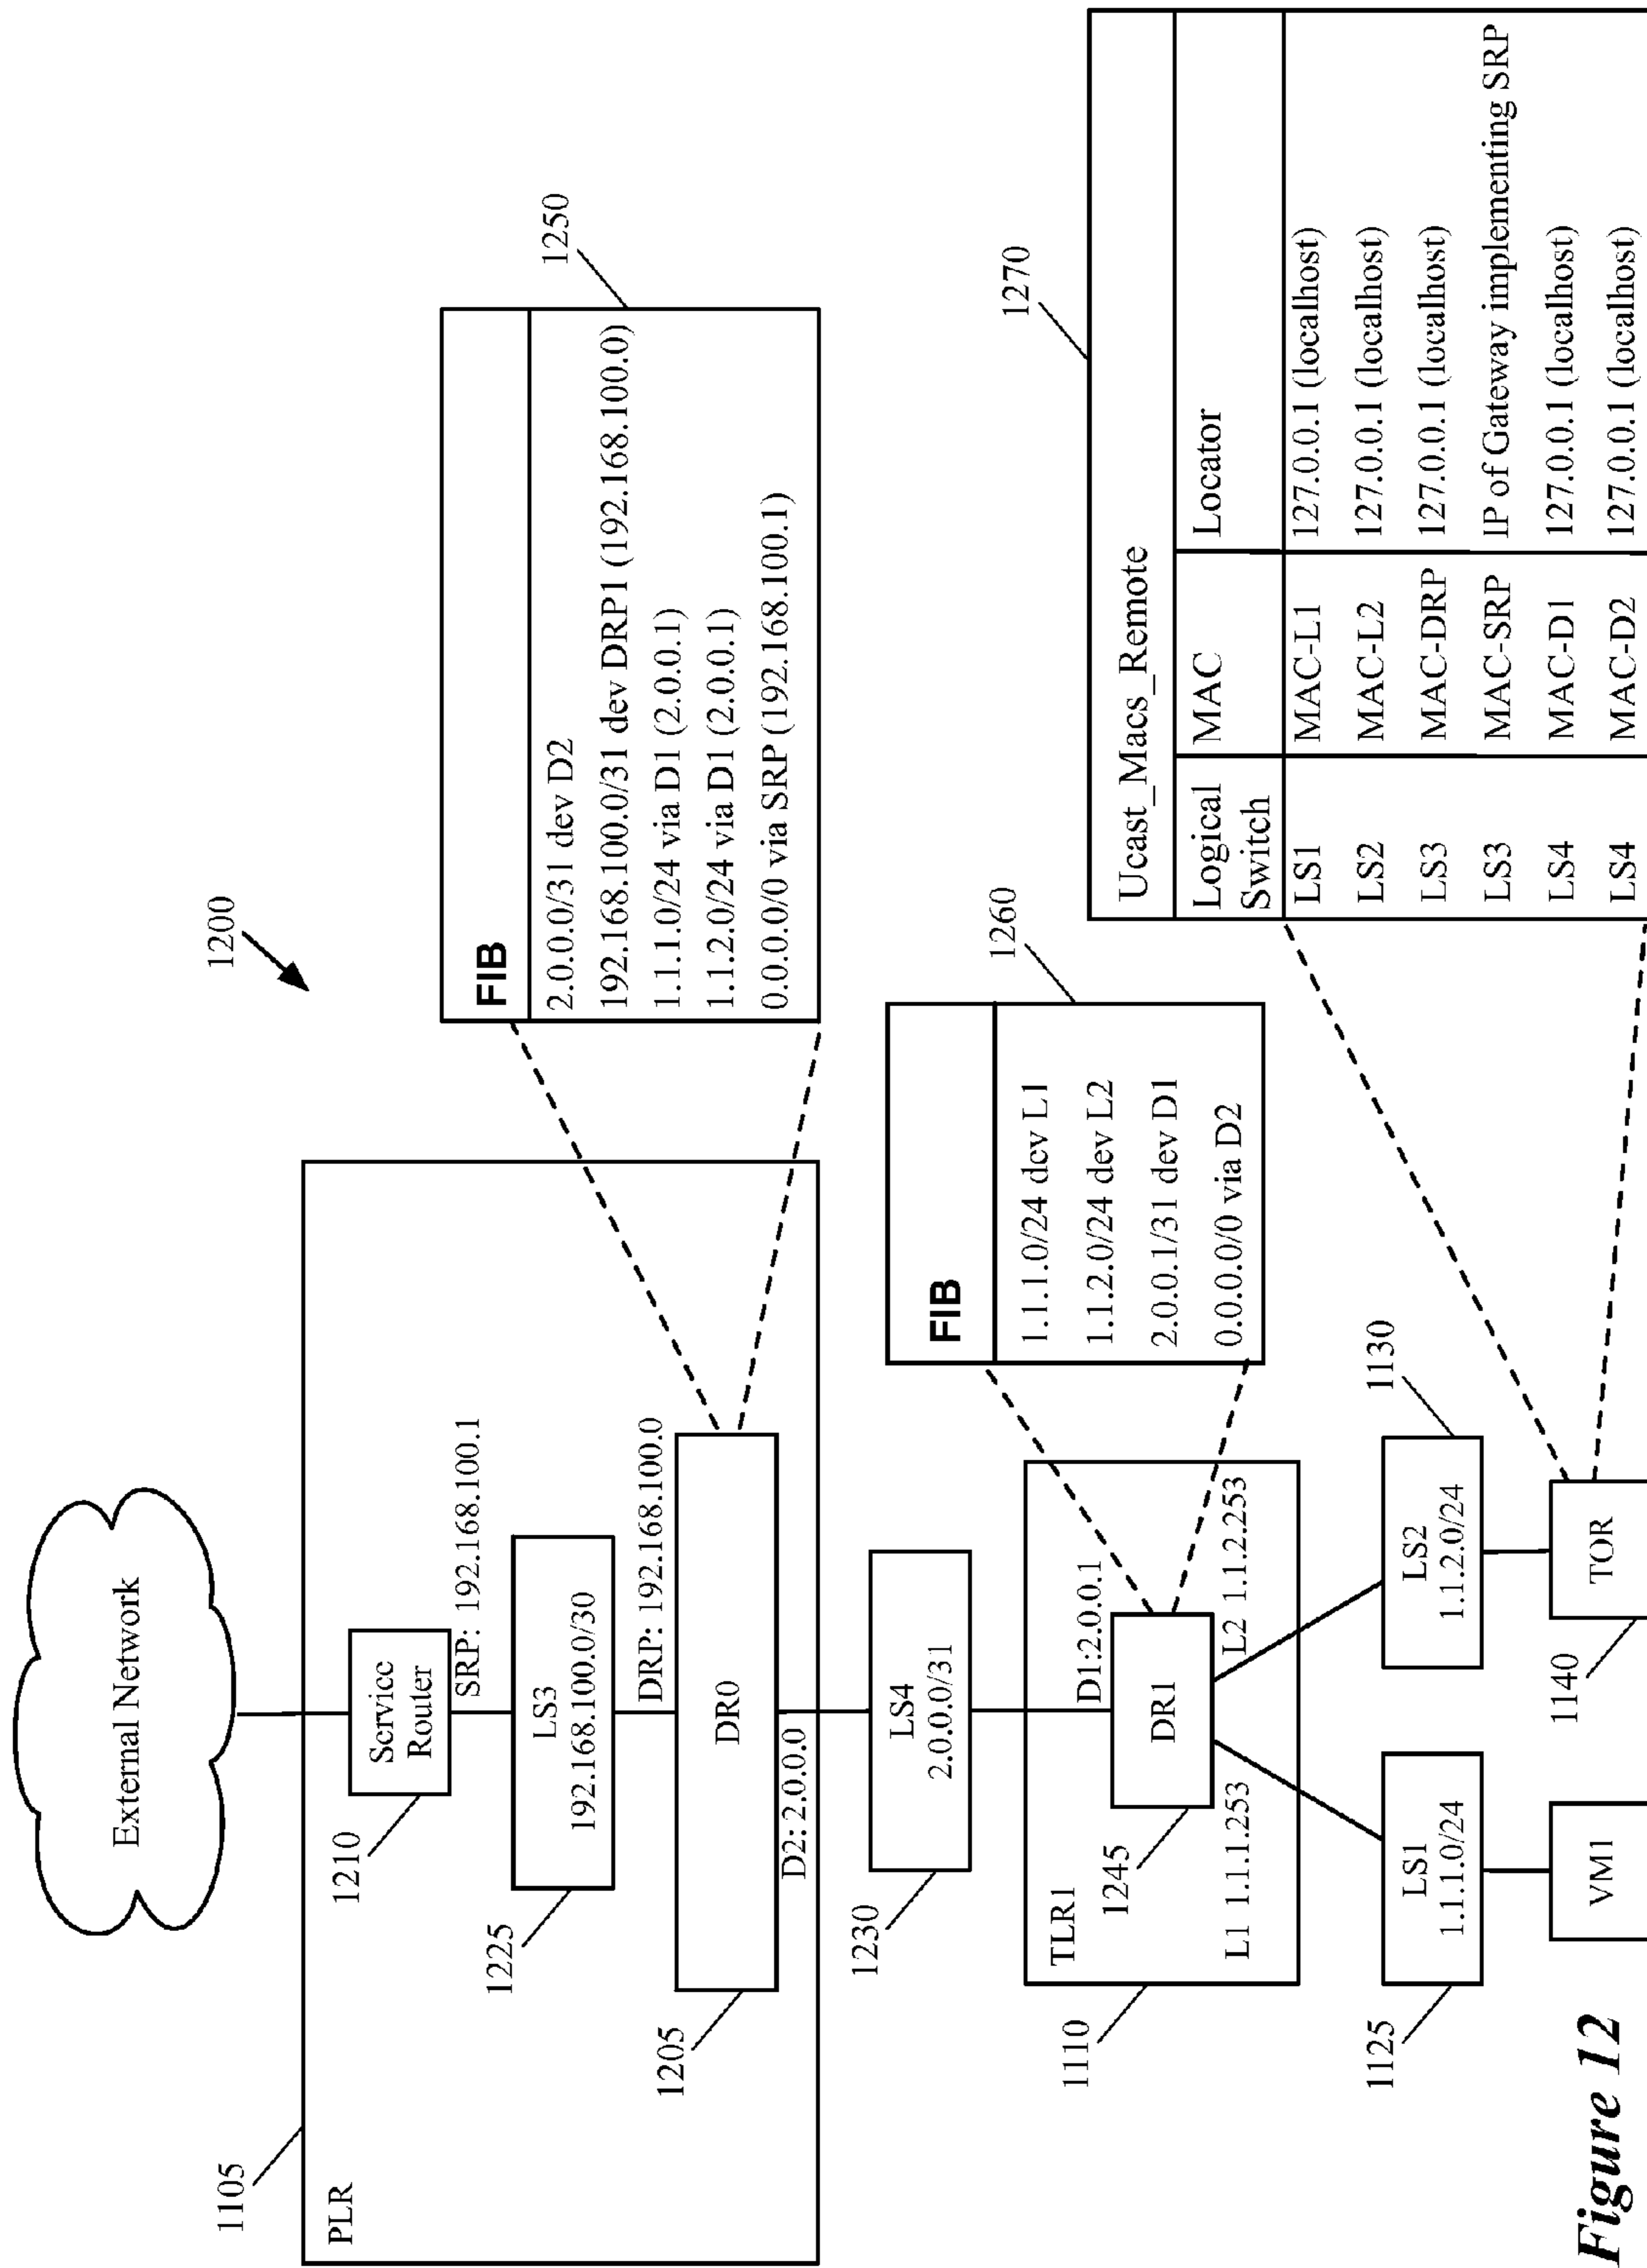 1200
External Network
1105
PLR
1210
Service
Router
SRP: 192.168.100.1
1225
LS3
192.168.100.0/30
DRP: 192.168.100.0
1205
DR0
D2: 2.0.0.0
1250
FIB
2.0.0.0/31 dev D2
192.168.100.0/31 dev DRP1 (192.168.100.0)
1.1.1.0/24 via D1 (2.0.0.1)
1.1.2.0/24 via D1 (2.0.0.1)
0.0.0.0/0 via SRP (192.168.100.1)
1230
LS4
2.0.0.0/31
1110
TLR1
D1:2.0.0.1
1245
DR1
L1 1.1.1.253
L2 1.1.2.253
1260
FIB
1.1.1.0/24 dev L1
1.1.2.0/24 dev L2
2.0.0.1/31 dev D1
0.0.0.0/0 via D2
1125
LS1
1.1.1.0/24
1130
LS2
1.1.2.0/24
VM1
1140
TOR
1270
Ucast_Macs_Remote
Logical Switch MAC Locator
LS1 MAC-L1 127.0.0.1 (localhost)
LS2 MAC-L2 127.0.0.1 (localhost)
LS3 MAC-DRP 127.0.0.1 (localhost)
LS3 MAC-SRP IP of Gateway implementing SRP
LS4 MAC-D1 127.0.0.1 (localhost)
LS4 MAC-D2 127.0.0.1 (localhost)
Figure 12